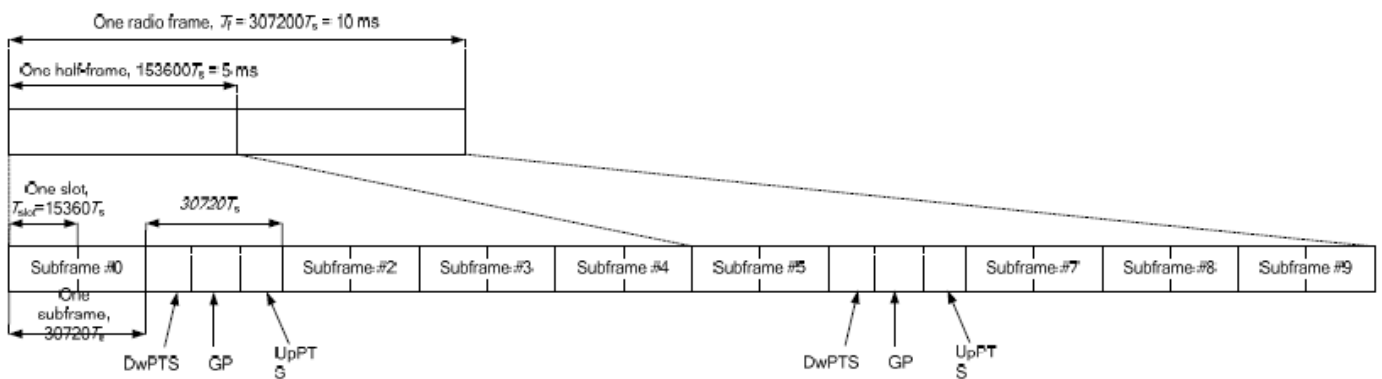 One radio frame, Tf = 307200Ts = 10 ms
One half-frame, 153600Ts = 5 ms
One slot,
Tslot=15360Ts
30720Ts
Subframe #0
Subframe #2
Subframe #3
Subframe #4
Subframe #5
Subframe #7
Subframe #8
Subframe #9
One
subframe,
30720Ts
DwPTS
GP
UpPT
S
DwPTS
GP
UpPT
S